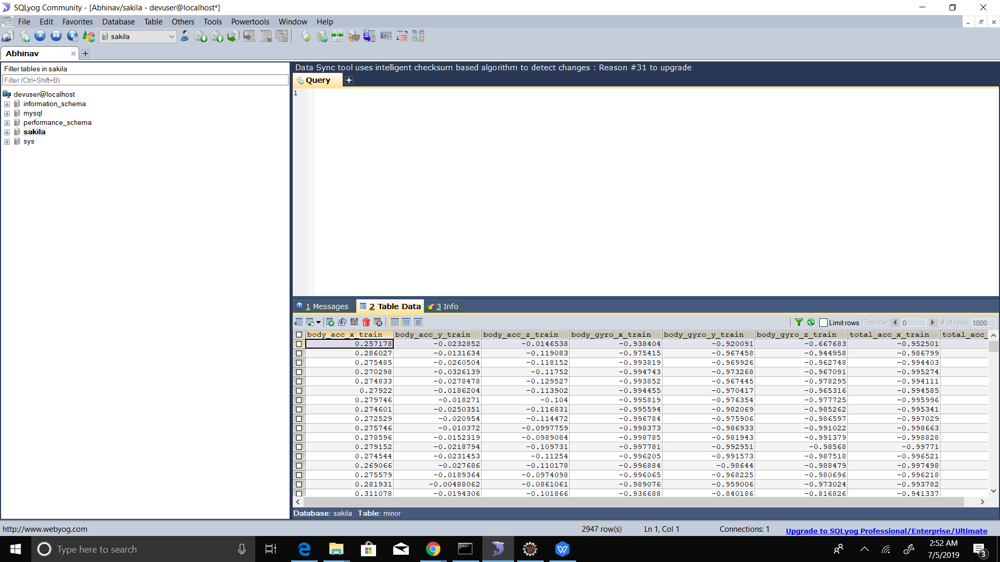 SQLyog Community - [Abhinav/sakila - devuser@localhost*]
File Edit Favorites Database Table Others Tools Powertools Window Help
sakila
Abhinav
Filter tables in sakila
Filter (Ctrl+Shift+B)
devuser@localhost
information_schema
mysql
performance_schema
sakila
sys
Data Sync tool uses intelligent checksum based algorithm to detect changes : Reason #31 to upgrade
Query
1
1 Messages 2 Table Data 3 Info
Limit rows First row 0 # of rows 1000
body_acc_x_train body_acc_y_train body_acc_z_train body_gyro_x_train body_gyro_y_train body_gyro_z_train total_acc_x_train total_acc_
0.257178 -0.0232852 -0.0146538 -0.938404 -0.920091 -0.667683 -0.952501
0.286027 -0.0131634 -0.119083 -0.975415 -0.967458 -0.944958 -0.986799
0.275485 -0.0260504 -0.118152 -0.993819 -0.969926 -0.962748 -0.994403
0.270298 -0.0326139 -0.11752 -0.994743 -0.973268 -0.967091 -0.995274
0.274833 -0.0278478 -0.129527 -0.993852 -0.967445 -0.978295 -0.994111
0.27922 -0.0186204 -0.113902 -0.994455 -0.970417 -0.965316 -0.994585
0.279746 -0.018271 -0.104 -0.995819 -0.976354 -0.977725 -0.995996
0.274601 -0.0250351 -0.116831 -0.995594 -0.982069 -0.985262 -0.995341
0.272529 -0.020954 -0.114472 -0.996784 -0.975906 -0.986597 -0.997029
0.275746 -0.010372 -0.0997759 -0.998373 -0.986933 -0.991022 -0.998663
0.278596 -0.0152319 -0.0989084 -0.998785 -0.981943 -0.991379 -0.998828
0.279152 -0.0218794 -0.109731 -0.997781 -0.992951 -0.98568 -0.99771
0.274544 -0.0231453 -0.11254 -0.996205 -0.991573 -0.987518 -0.996521
0.269066 -0.027686 -0.110178 -0.996884 -0.98644 -0.988479 -0.997498
0.275579 -0.0189364 -0.0974098 -0.996065 -0.968225 -0.980696 -0.996218
0.281931 -0.00488062 -0.0861061 -0.989076 -0.959006 -0.973024 -0.993782
0.311078 -0.0194306 -0.101866 -0.936688 -0.840186 -0.816826 -0.941337
Database: sakila Table: minor
http://www.webyog.com 2947 row(s) Ln 1, Col 1 Connections: 1 Upgrade to SQLyog Professional/Enterprise/Ultimate
Type here to search
2:52 AM
7/5/2019
3